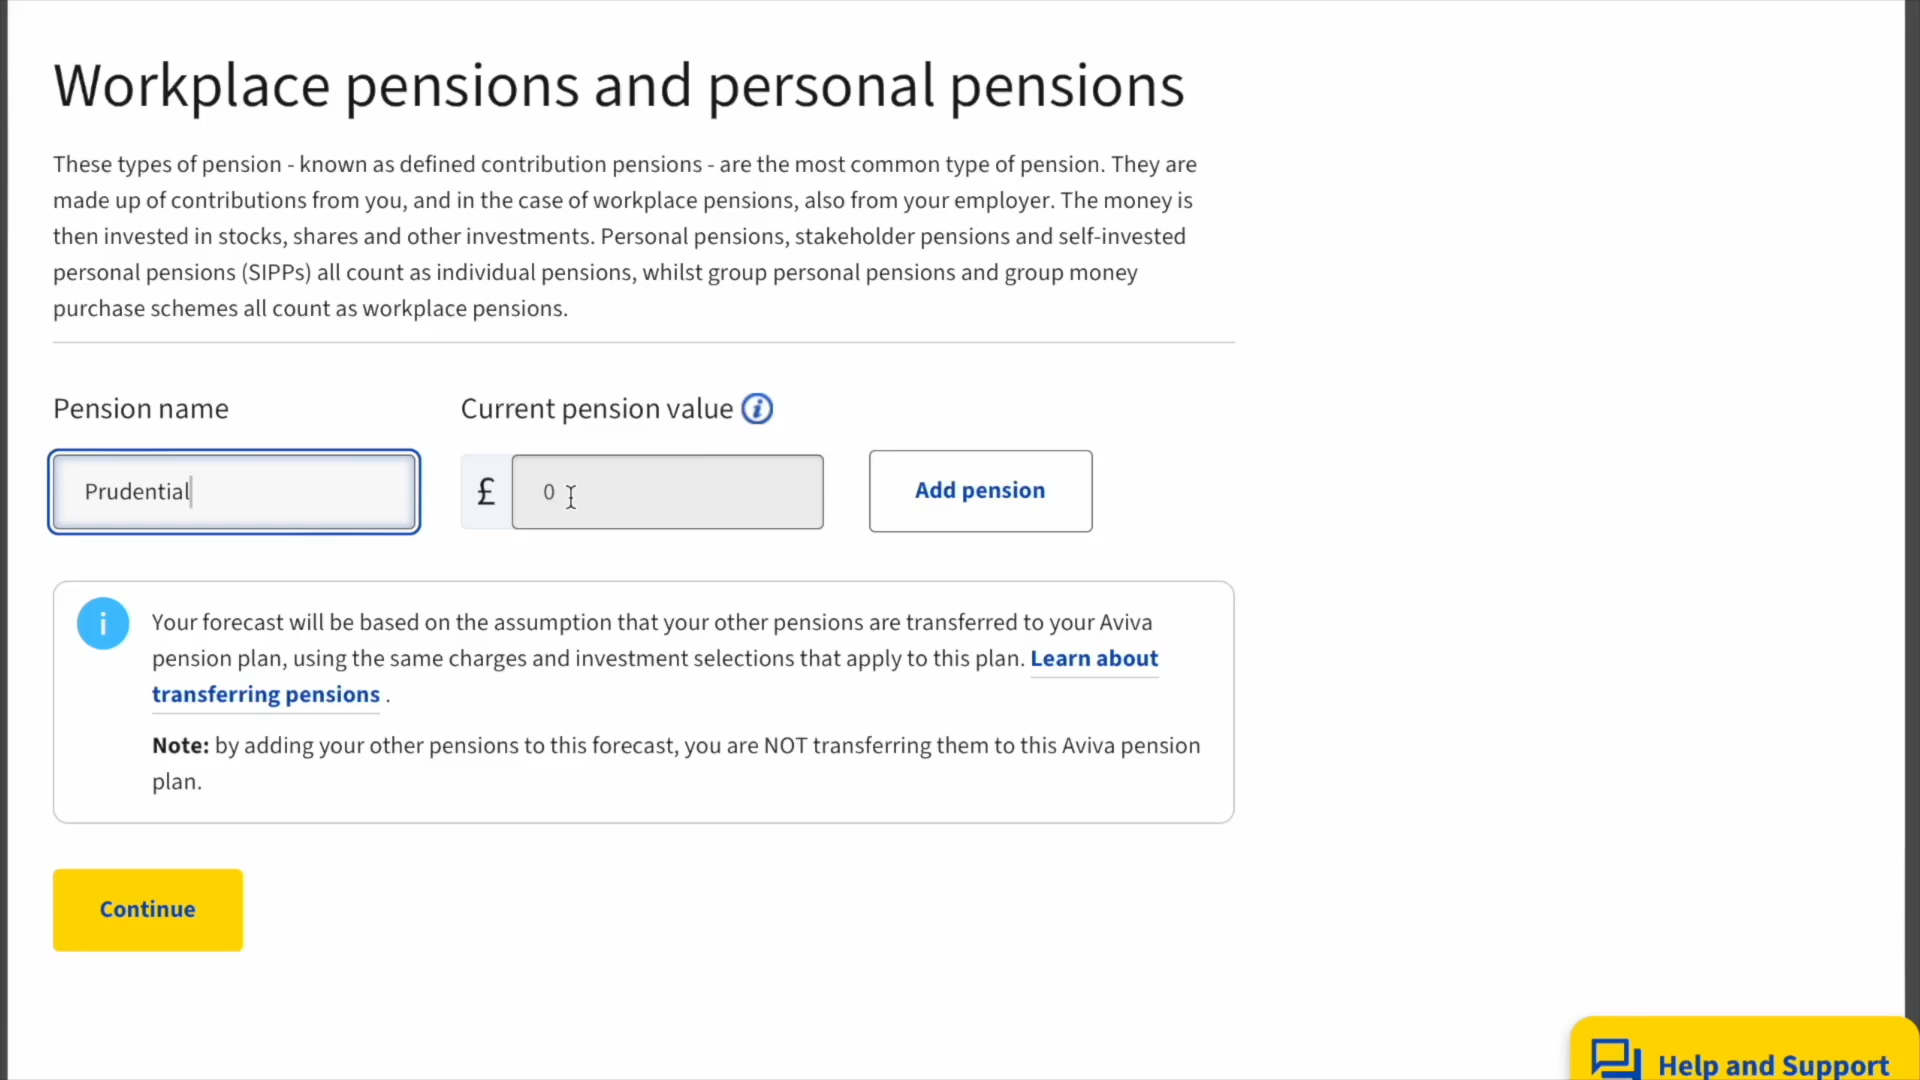 Workplace pensions and personal pensions
These types of pension - known as defined contribution pensions - are the most common type of pension. They are
made up of contributions from you, and in the case of workplace pensions, also from your employer. The money is
then invested in stocks, shares and other investments. Personal pensions, stakeholder pensions and self-invested
personal pensions (SIPPs) all count as individual pensions, whilst group personal pensions and group money
purchase schemes all count as workplace pensions.
Pension name
Current pension value i
Prudential
£ 0
Add pension
i
Your forecast will be based on the assumption that your other pensions are transferred to your Aviva
pension plan, using the same charges and investment selections that apply to this plan. Learn about
transferring pensions .
Note: by adding your other pensions to this forecast, you are NOT transferring them to this Aviva pension
plan.
Continue
Help and Support